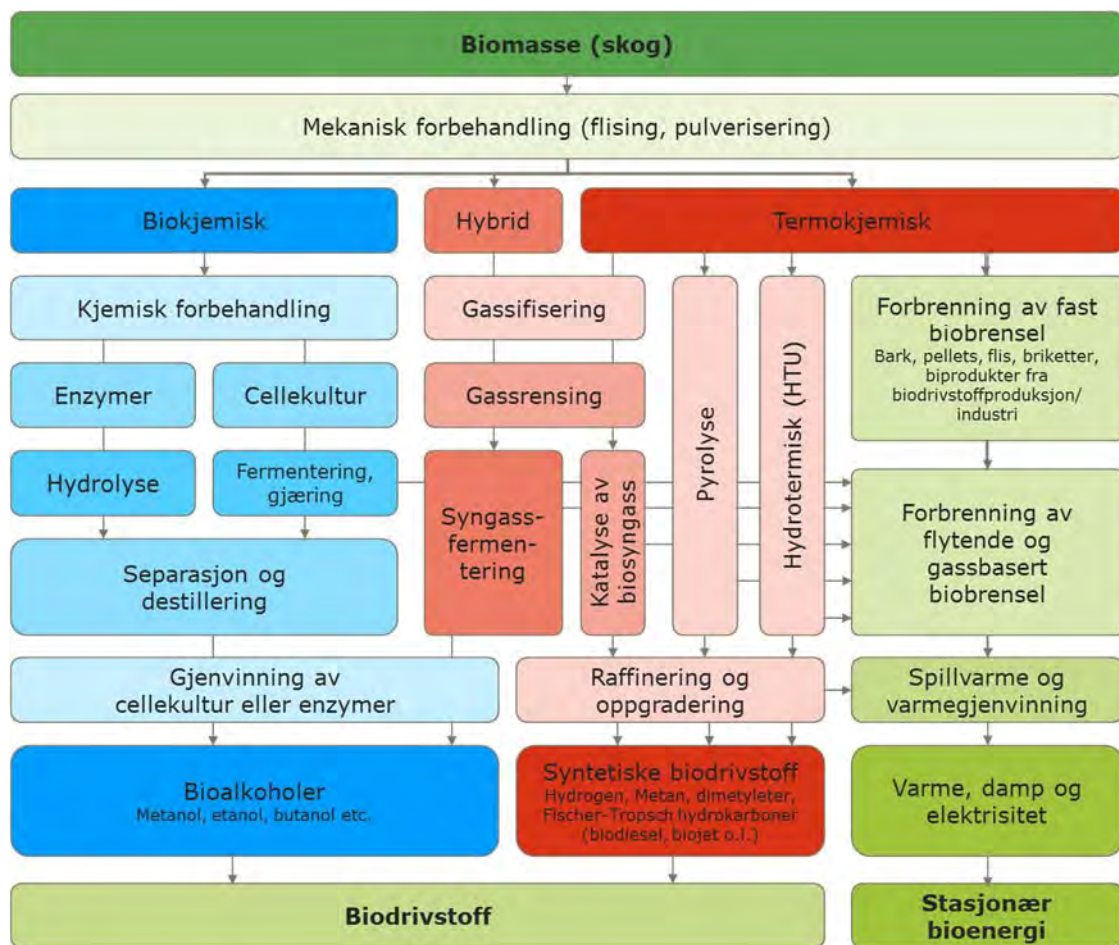 Biomasse (skog)
Mekanisk forbehandling (flising, pulverisering)
Biokjemisk
Hybrid
Termokjemisk
Kjemisk forbehandling
Gassifisering
Pyrolyse
Hydrotermisk (HTU)
Forbrenning av fast
biobrensel
Bark, pellets, flis, briketter,
biprodukter fra
biodrivstoffproduksjon/
industri
Enzymer
Cellekultur
Gassrensing
Hydrolyse
Fermentering,
gjæring
Syngass-
fermen-
tering
Katalyse av
biosyngass
Forbrenning av
flytende og
gassbasert
biobrensel
Separasjon og
destillering
Gjenvinning av
cellekultur eller enzymer
Raffinering og
oppgradering
Spillvarme og
varmegjenvinning
Bioalkoholer
Metanol, etanol, butanol etc.
Syntetiske biodrivstoff
Hydrogen, Metan, dimetyleter,
Fischer-Tropsch hydrokarboner
(biodiesel, biojet o.l.)
Varme, damp og
elektrisitet
Biodrivstoff
Stasjonær
bioenergi